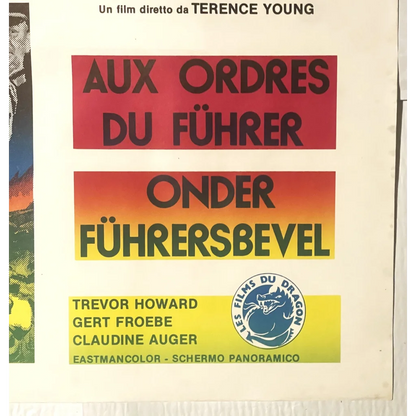 Un film diretto da TERENCE YOUNG
AUX ORDRES
DU FÜHRER
ONDER
FÜHRERSBEVEL
TREVOR HOWARD
GERT FROEBE
CLAUDINE AUGER
EASTMANCOLOR - SCHERMO PANORAMICO
LES FILMS DU DRAGON